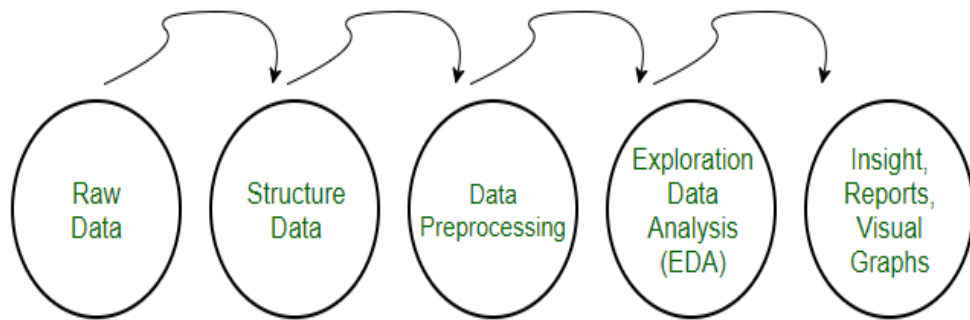 Raw
Data
Structure
Data
Data
Preprocessing
Exploration
Data
Analysis
(EDA)
Insight,
Reports,
Visual
Graphs